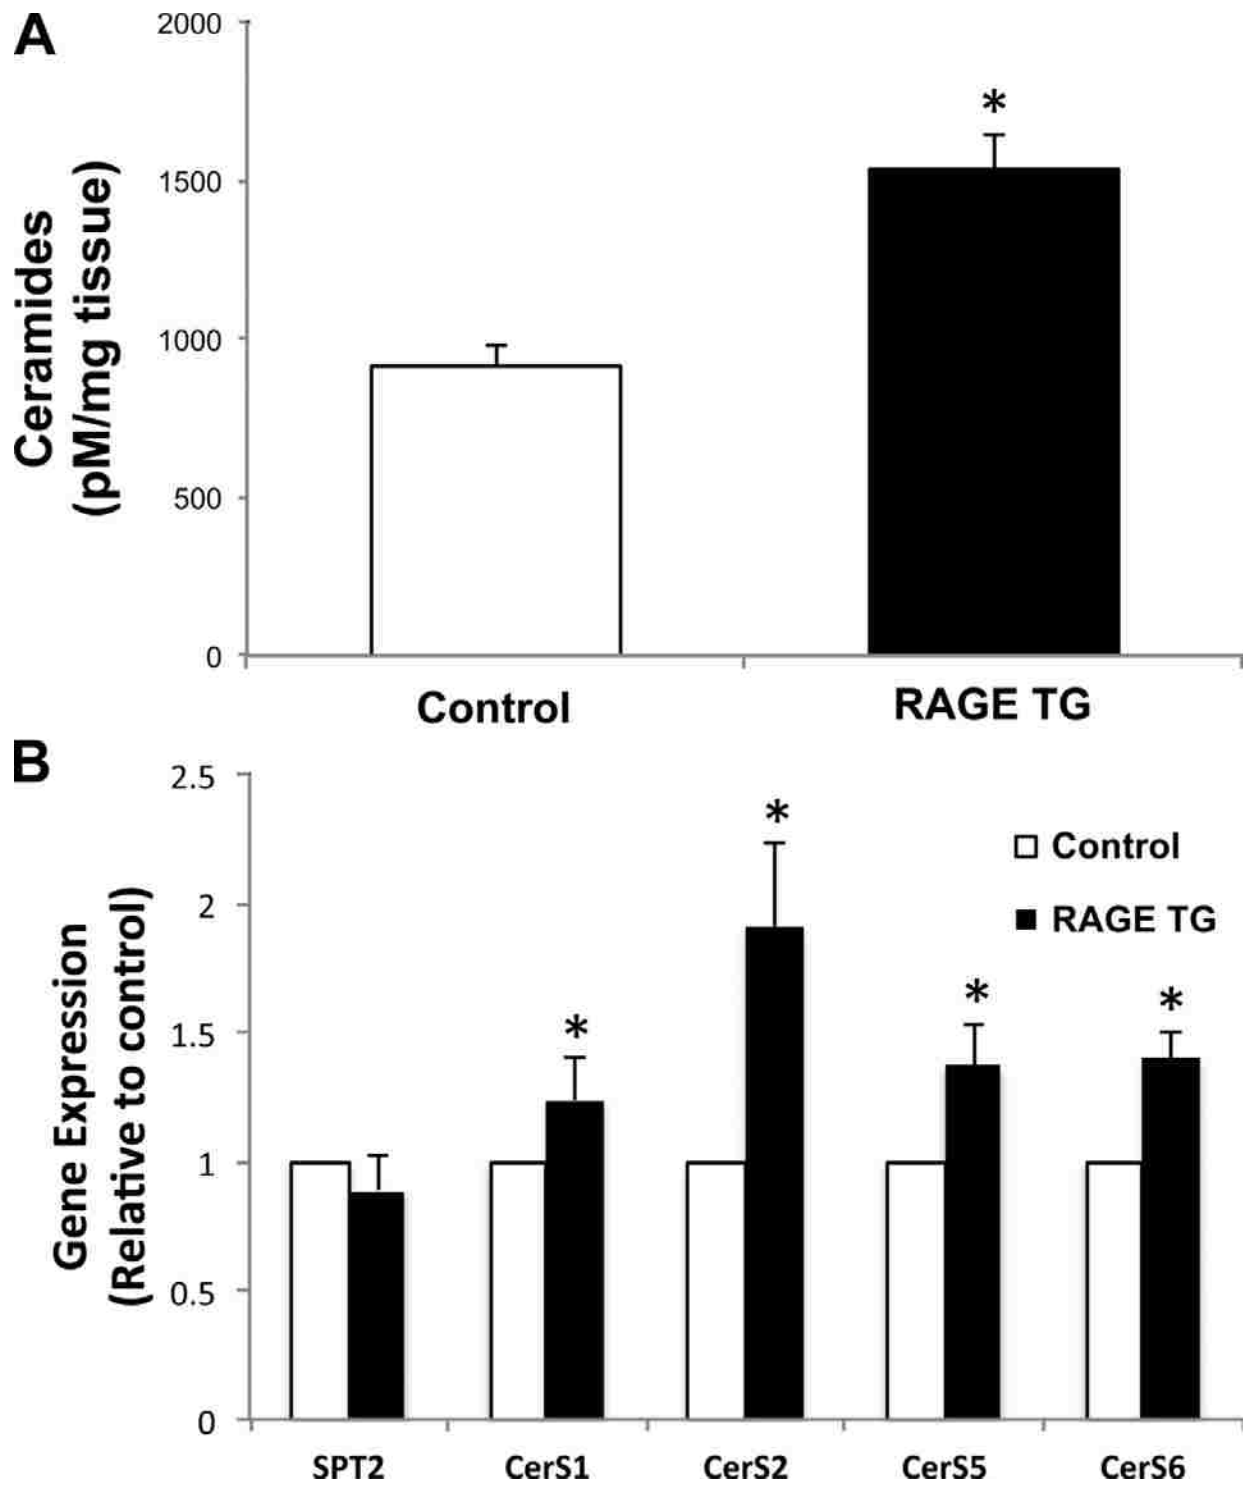 A
2000
1500
1000
500
0
Ceramides
(pM/mg tissue)
*
Control
RAGE TG
B
2.5
2
1.5
1
0.5
0
Gene Expression
(Relative to control)
*
*
*
*
Control
RAGE TG
SPT2
CerS1
CerS2
CerS5
CerS6